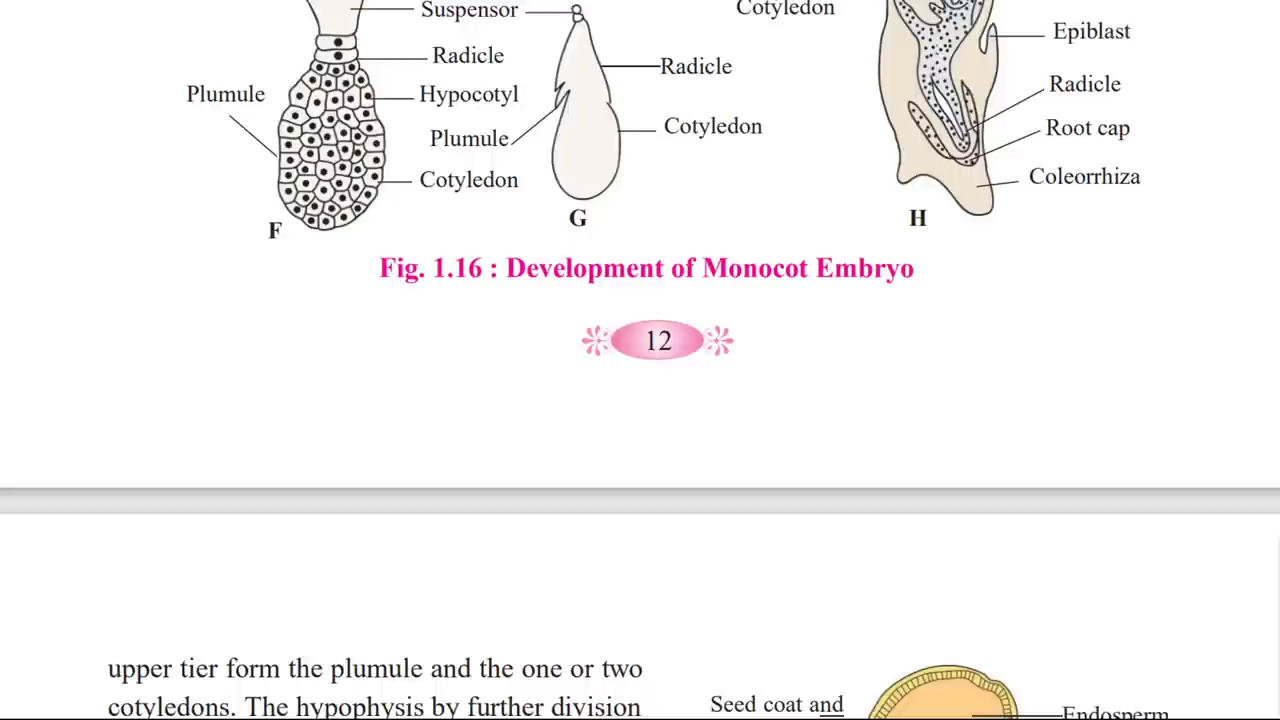 Suspensor
Cotyledon
Epiblast
Radicle
Radicle
Radicle
Plumule
Hypocotyl
Root cap
Plumule
Cotyledon
Cotyledon
Coleorrhiza
F
G
H
Fig. 1.16 : Development of Monocot Embryo
12
upper tier form the plumule and the one or two
cotyledons. The hypophysis by further division
Seed coat and
Endosperm